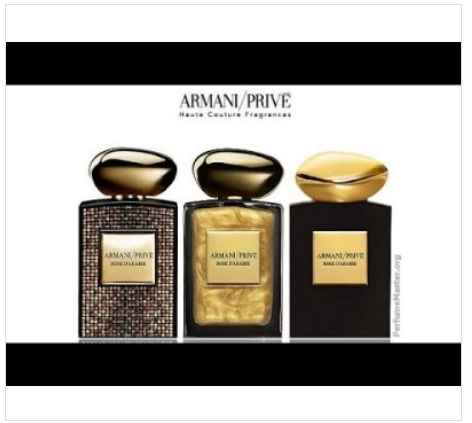 ARMANI/PRIVÉ
Haute Couture Fragrances
ARMANI/PRIVÉ
ROSE D'ARABIE
ARMANI/PRIVÉ
ROSE D'ARABIE
ARMANI/PRIVÉ
ROSE D'ARABIE
PerfumeMaster.org